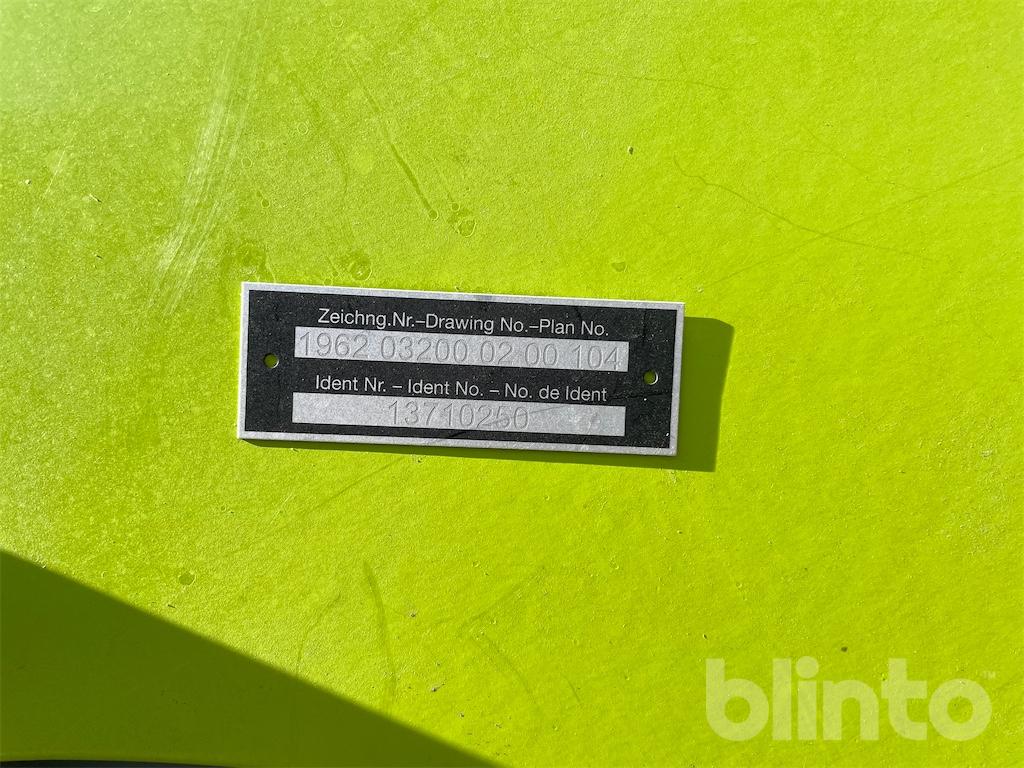 Zeichng.Nr.–Drawing No.–Plan No.
1962 03200 02 00 104
Ident Nr. – Ident No. – No. de Ident
13710250
blinto™